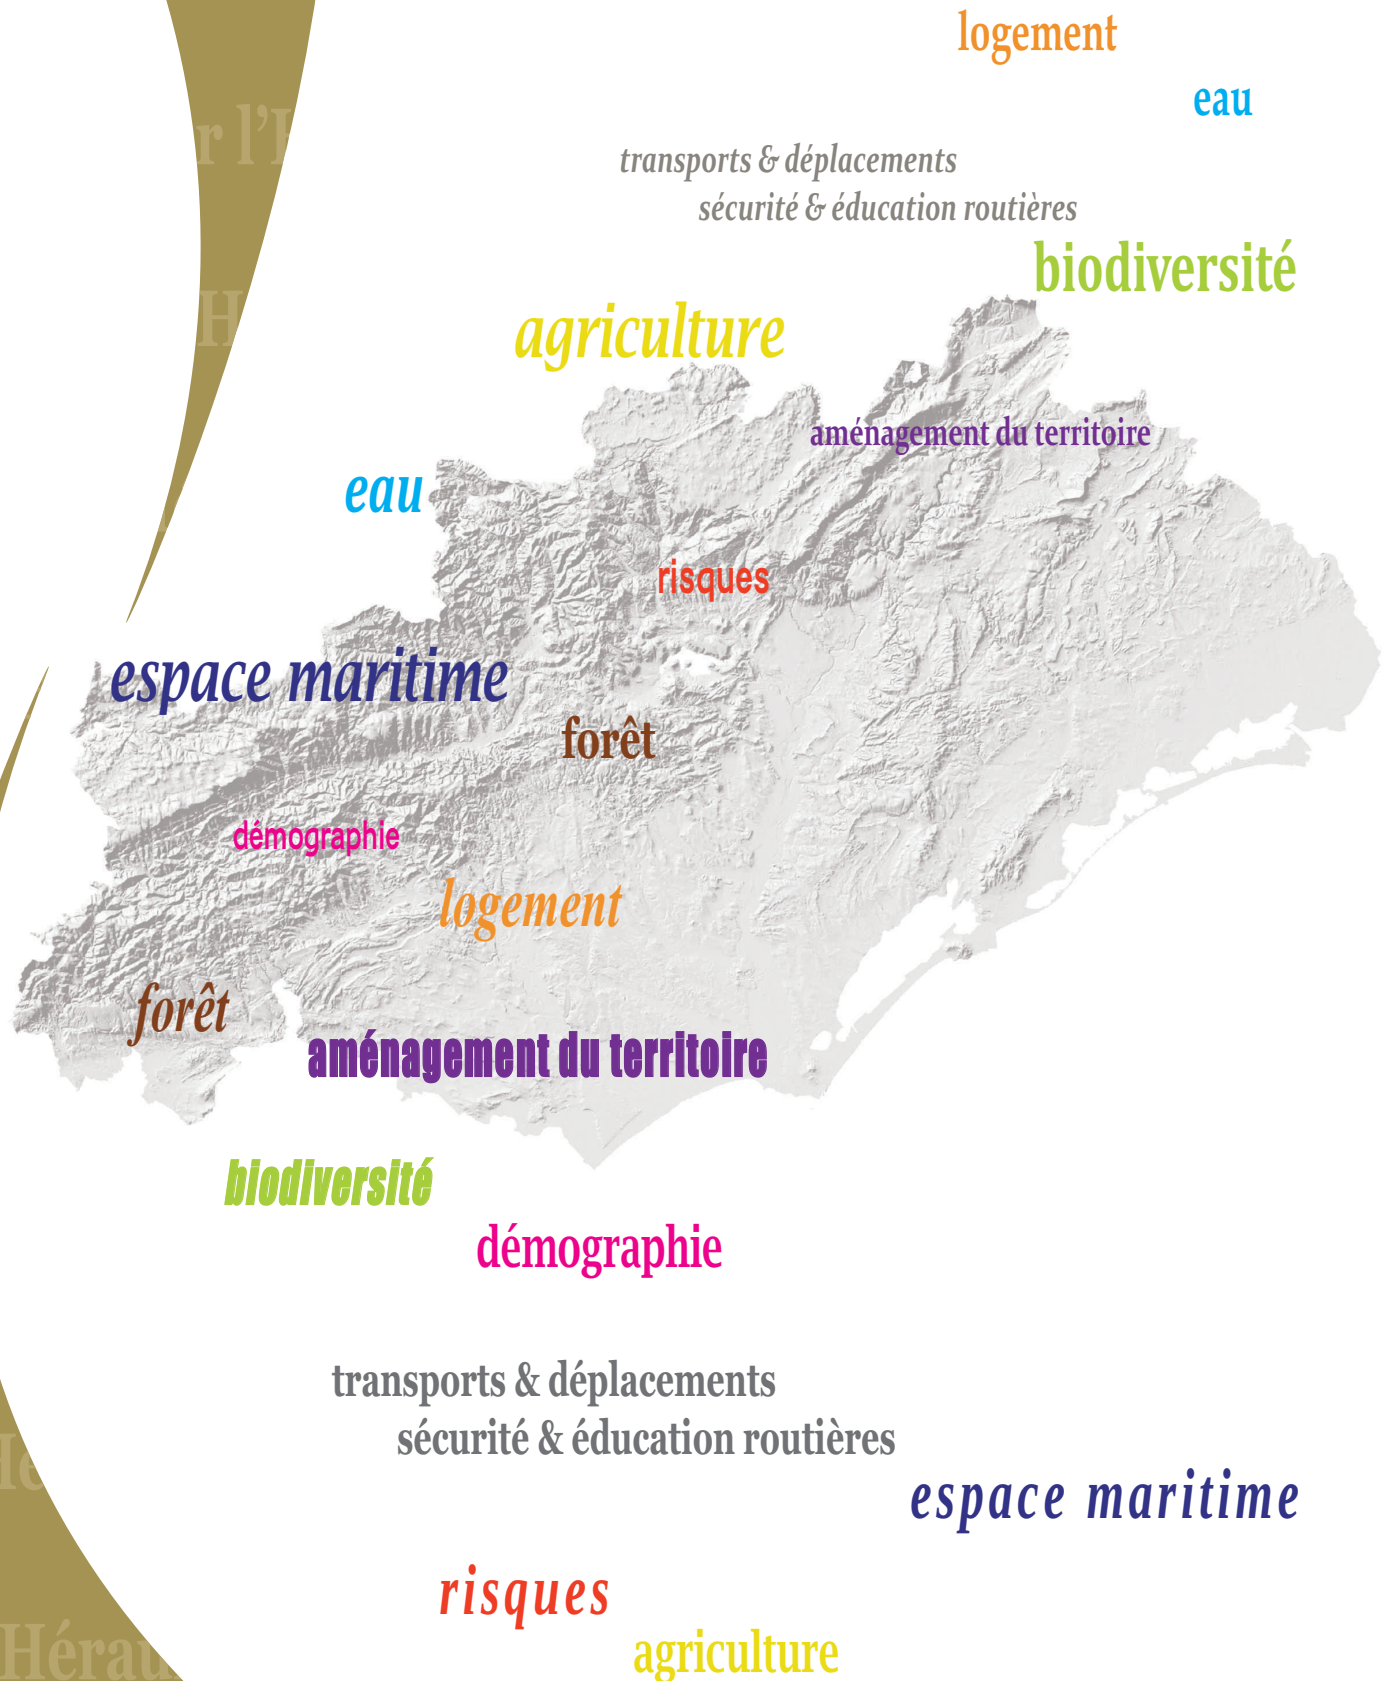 logement
eau
transports & déplacements
sécurité & éducation routières
biodiversité
agriculture
aménagement du territoire
eau
risques
espace maritime
forêt
démographie
logement
forêt
aménagement du territoire
biodiversité
démographie
transports & déplacements
sécurité & éducation routières
espace maritime
risques
agriculture